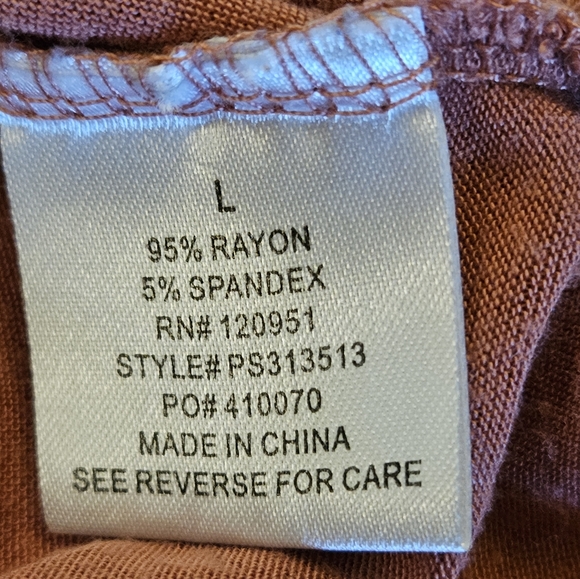 L
95% RAYON
5% SPANDEX
RN# 120951
STYLE# PS313513
PO# 410070
MADE IN CHINA
SEE REVERSE FOR CARE